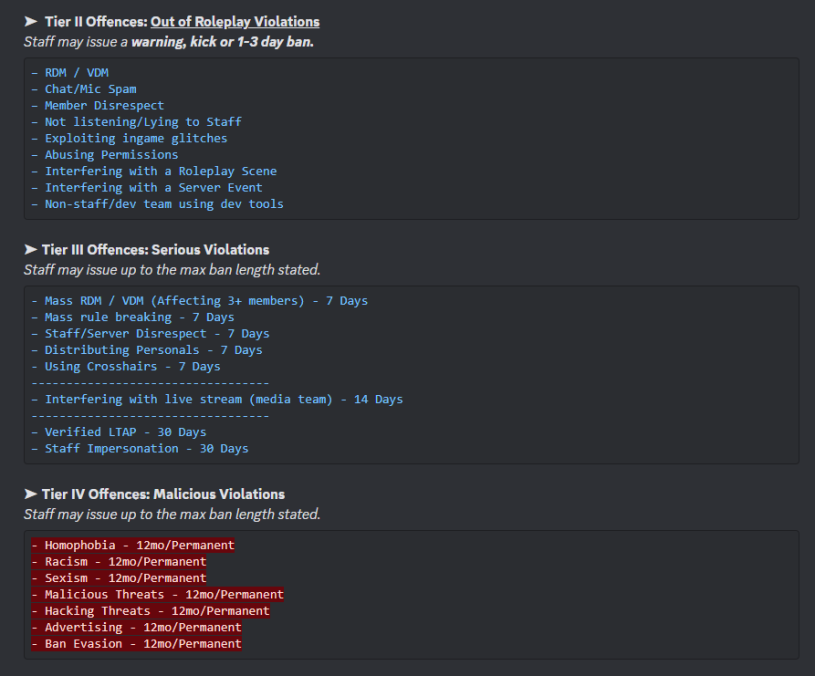 ➤ Tier II Offences: Out of Roleplay Violations
Staff may issue a warning, kick or 1-3 day ban.
- RDM / VDM
- Chat/Mic Spam
- Member Disrespect
- Not listening/Lying to Staff
- Exploiting ingame glitches
- Abusing Permissions
- Interfering with a Roleplay Scene
- Interfering with a Server Event
- Non-staff/dev team using dev tools
➤ Tier III Offences: Serious Violations
Staff may issue up to the max ban length stated.
- Mass RDM / VDM (Affecting 3+ members) - 7 Days
- Mass rule breaking - 7 Days
- Staff/Server Disrespect - 7 Days
- Distributing Personals - 7 Days
- Using Crosshairs - 7 Days
----------------------------------
- Interfering with live stream (media team) - 14 Days
----------------------------------
- Verified LTAP - 30 Days
- Staff Impersonation - 30 Days
➤ Tier IV Offences: Malicious Violations
Staff may issue up to the max ban length stated.
- Homophobia - 12mo/Permanent
- Racism - 12mo/Permanent
- Sexism - 12mo/Permanent
- Malicious Threats - 12mo/Permanent
- Hacking Threats - 12mo/Permanent
- Advertising - 12mo/Permanent
- Ban Evasion - 12mo/Permanent